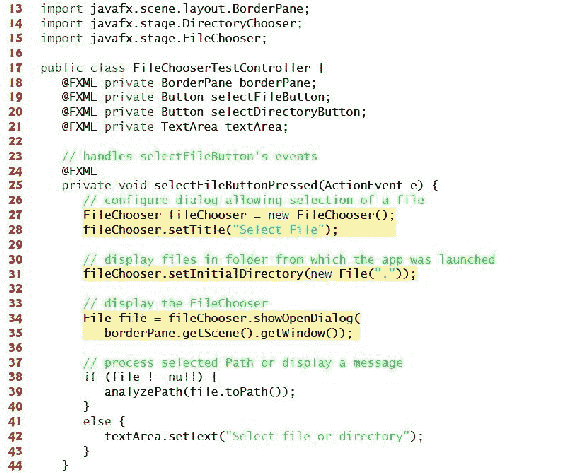 13 import javafx.scene.layout.BorderPane;
14 import javafx.stage.DirectoryChooser;
15 import javafx.stage.FileChooser;
16
17 public class FileChooserTestController {
18 @FXML private BorderPane borderPane;
19 @FXML private Button selectFileButton;
20 @FXML private Button selectDirectoryButton;
21 @FXML private TextArea textArea;
22
23 // handles selectFileButton's events
24 @FXML
25 private void selectFileButtonPressed(ActionEvent e) {
26 // configure dialog allowing selection of a file
27 FileChooser fileChooser = new FileChooser();
28 fileChooser.setTitle("Select File");
29
30 // display files in folder from which the app was launched
31 fileChooser.setInitialDirectory(new File("."));
32
33 // display the FileChooser
34 File file = fileChooser.showOpenDialog(
35 borderPane.getScene().getWindow());
36
37 // process selected Path or display a message
38 if (file != null) {
39 analyzePath(file.toPath());
40 }
41 else {
42 textArea.setText("Select file or directory");
43 }
44 }